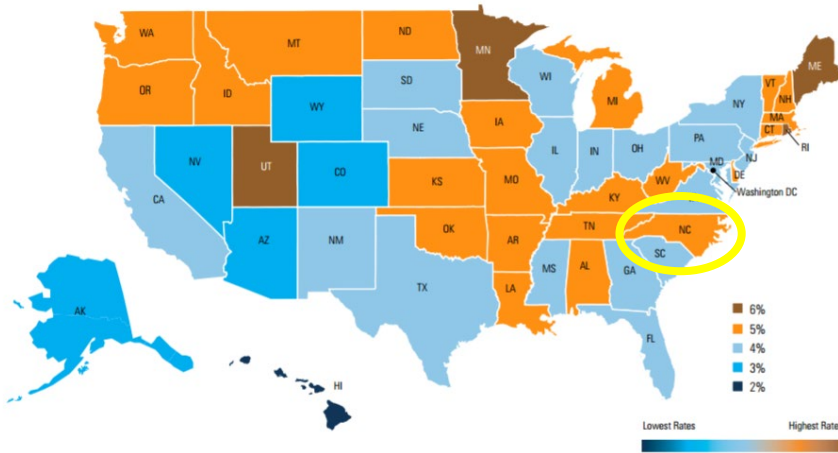 WA
MT
ND
MN
ME
OR
ID
SD
WI
VT
NH
WY
MI
NY
MA
CT
RI
NE
IA
PA
NV
UT
IL
IN
OH
NJ
MD
DE
CO
WV
Washington DC
CA
KS
MO
KY
TN
NC
AZ
NM
OK
AR
SC
MS
AL
GA
TX
LA
AK
FL
HI
6%
5%
4%
3%
2%
Lowest Rates
Highest Rate